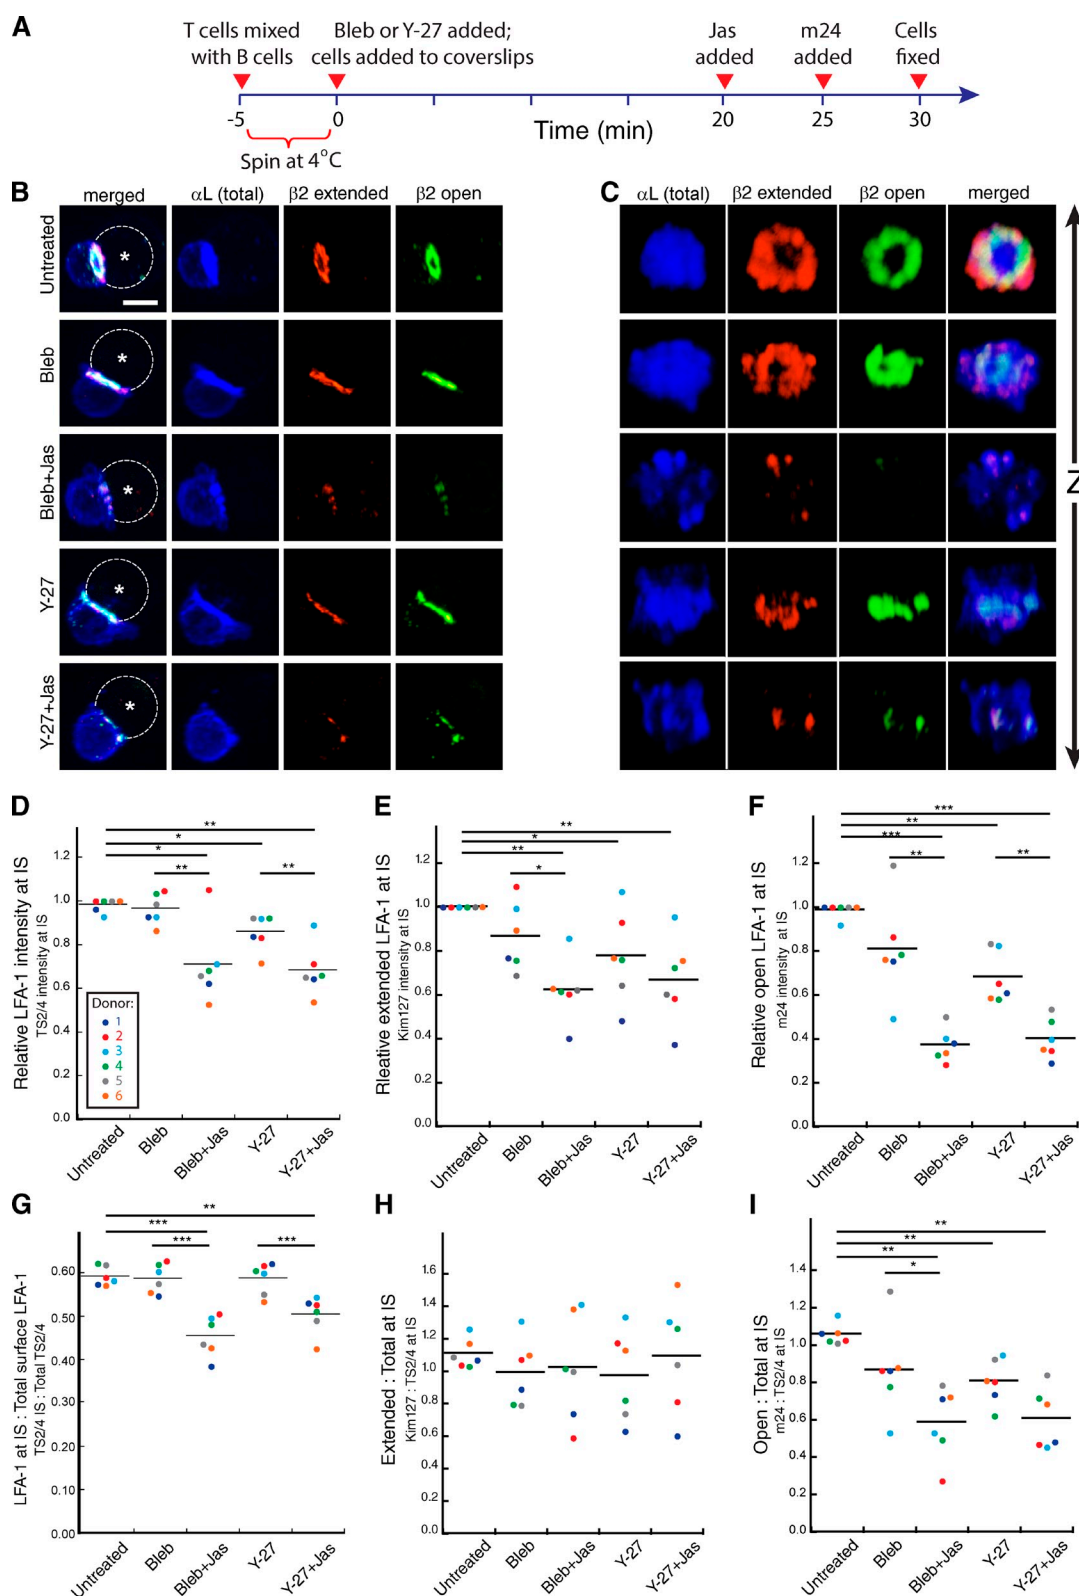 A
T cells mixed
with B cells
Bleb or Y-27 added;
cells added to coverslips
Jas
added
m24
added
Cells
fixed
-5
0
20
25
30
Time (min)
Spin at 4°C
B
merged
αL (total)
β2 extended
β2 open
Untreated
Bleb
Bleb+Jas
Y-27
Y-27+Jas
*
*
*
*
*
C
αL (total)
β2 extended
β2 open
merged
Z
D
Relative LFA-1 intensity at IS
TS2/4 intensity at IS
**
*
*
**
**
1.2
1.0
0.8
0.6
0.4
0.2
0.0
Donor:
1
2
3
4
5
6
Untreated
Bleb
Bleb+Jas
Y-27
Y-27+Jas
E
Rleative extended LFA-1 at IS
Kim127 intensity at IS
**
*
**
*
1.2
1.0
0.8
0.6
0.4
0.2
0.0
Untreated
Bleb
Bleb+Jas
Y-27
Y-27+Jas
F
Relative open LFA-1 at IS
m24 intensity at IS
***
**
***
**
**
1.2
1.0
0.8
0.6
0.4
0.2
0.0
Untreated
Bleb
Bleb+Jas
Y-27
Y-27+Jas
G
LFA-1 at IS : Total surface LFA-1
TS2/4 IS : Total TS2/4
**
***
***
***
0.60
0.50
0.40
0.30
0.20
0.10
0.00
Untreated
Bleb
Bleb+Jas
Y-27
Y-27+Jas
H
Extended : Total at IS
Kim127 : TS2/4 at IS
1.6
1.4
1.2
1.0
0.8
0.6
0.4
0.2
0.0
Untreated
Bleb
Bleb+Jas
Y-27
Y-27+Jas
I
Open : Total at IS
m24 : TS2/4 at IS
**
**
**
*
1.4
1.2
1.0
0.8
0.6
0.4
0.2
0.0
Untreated
Bleb
Bleb+Jas
Y-27
Y-27+Jas